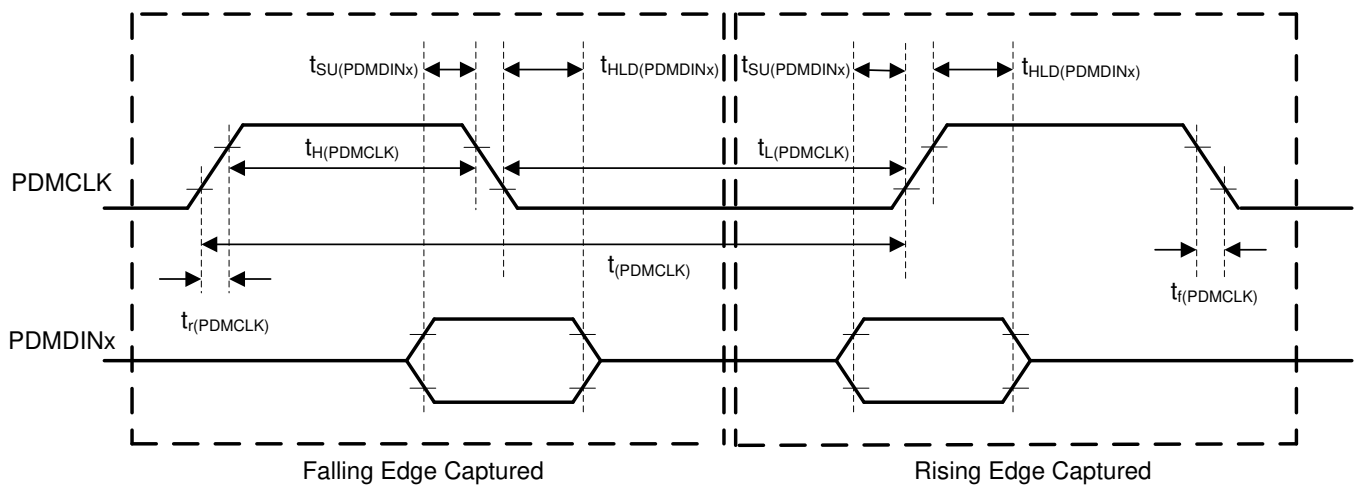 tSU(PDMDINx) tHLD(PDMDINx) tSU(PDMDINx) tHLD(PDMDINx)
tH(PDMCLK) tL(PDMCLK)
PDMCLK
t(PDMCLK)
tr(PDMCLK) tf(PDMCLK)
PDMDINx
Falling Edge Captured Rising Edge Captured